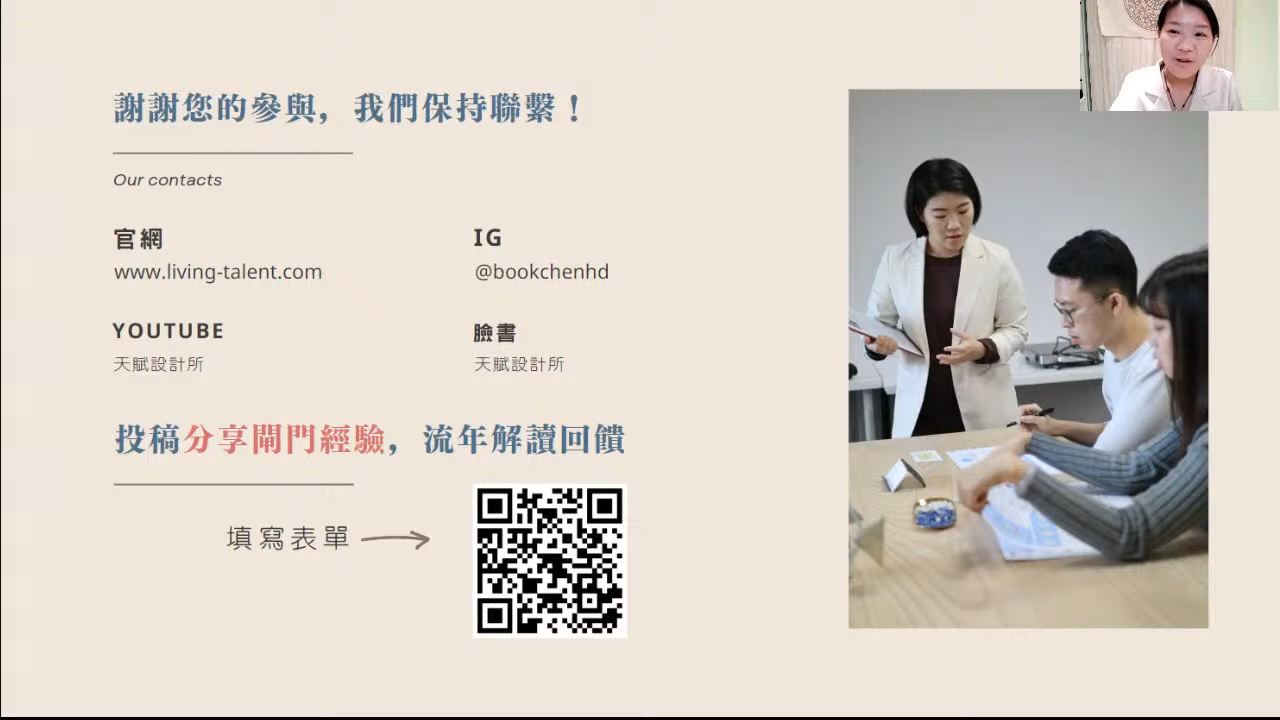 謝謝您的參與，我們保持聯繫！
Our contacts
官網
www.living-talent.com
IG
@bookchenhd
YOUTUBE
天賦設計所
臉書
天賦設計所
投稿分享閘門經驗，流年解讀回饋
填寫表單